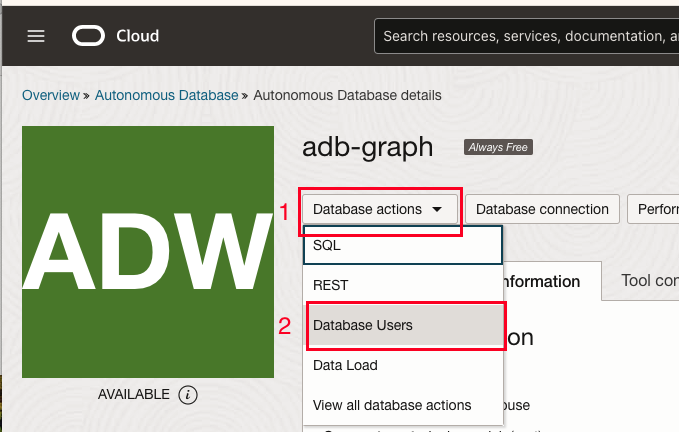 Cloud
Search resources, services, documentation, a
Overview » Autonomous Database » Autonomous Database details
ADW
AVAILABLE i
adb-graph Always Free
1 Database actions Database connection Perfor
SQL
REST
2 Database Users
Data Load
View all database actions
nformation Tool con
on
ouse